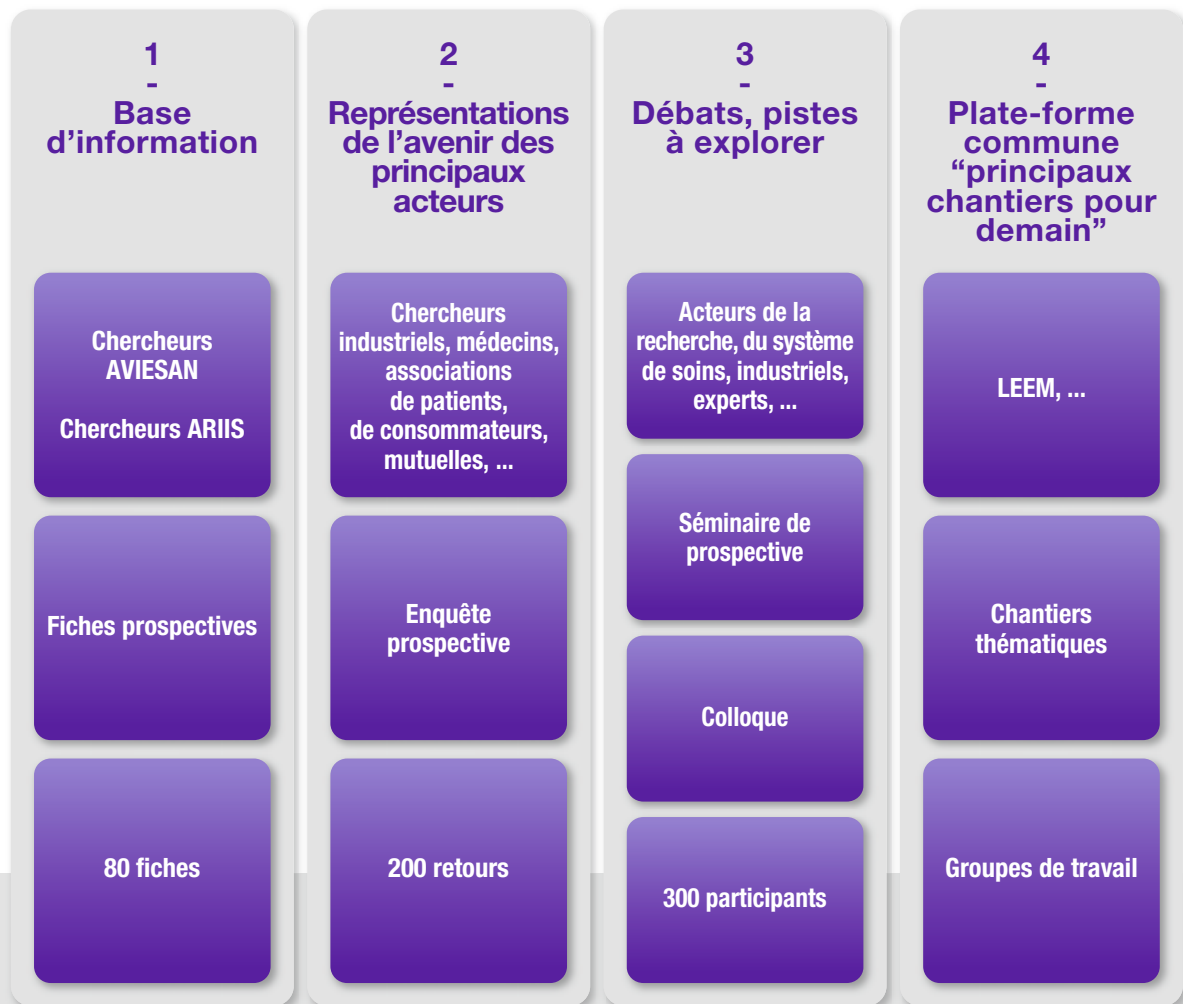 1
-
Base
d’information
Chercheurs
AVIESAN
Chercheurs ARIIS
Fiches prospectives
80 fiches
2
-
Représentations
de l’avenir des
principaux
acteurs
Chercheurs
industriels, médecins,
associations
de patients,
de consommateurs,
mutuelles, ...
Enquête
prospective
200 retours
3
-
Débats, pistes
à explorer
Acteurs de la
recherche, du système
de soins, industriels,
experts, ...
Séminaire de
prospective
Colloque
300 participants
4
-
Plate-forme
commune
“principaux
chantiers pour
demain”
LEEM, ...
Chantiers
thématiques
Groupes de travail